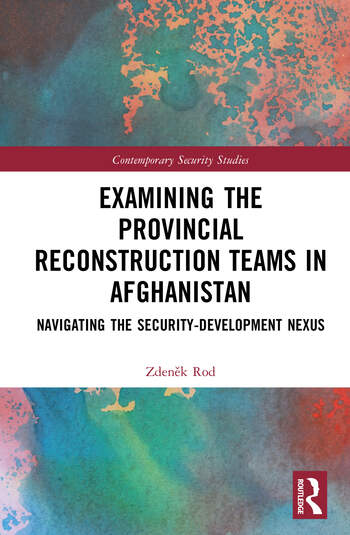 Contemporary Security Studies
EXAMINING THE
PROVINCIAL
RECONSTRUCTION TEAMS IN
AFGHANISTAN
NAVIGATING THE SECURITY-DEVELOPMENT NEXUS
Zdeněk Rod
ROUTLEDGE